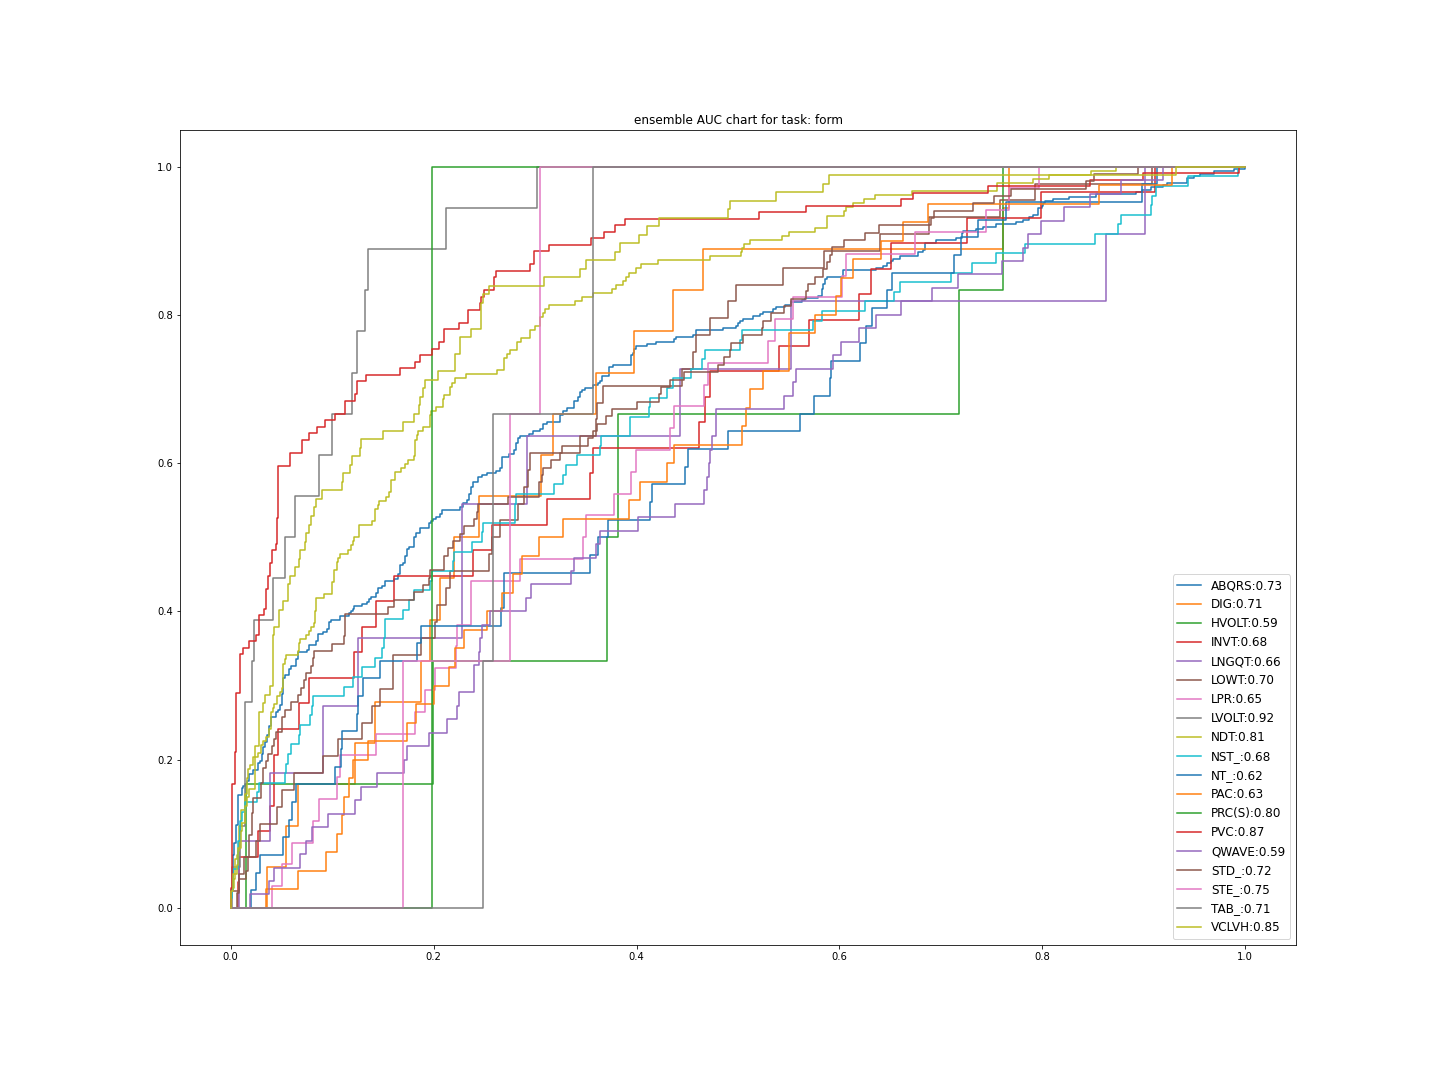 ensemble AUC chart for task: form
1.0
0.8
0.6
0.4
0.2
0.0
0.0 0.2 0.4 0.6 0.8 1.0
ABQRS:0.73
DIG:0.71
HVOLT:0.59
INVT:0.68
LNGQT:0.66
LOWT:0.70
LPR:0.65
LVOLT:0.92
NDT:0.81
NST_:0.68
NT_:0.62
PAC:0.63
PRC(S):0.80
PVC:0.87
QWAVE:0.59
STD_:0.72
STE_:0.75
TAB_:0.71
VCLVH:0.85